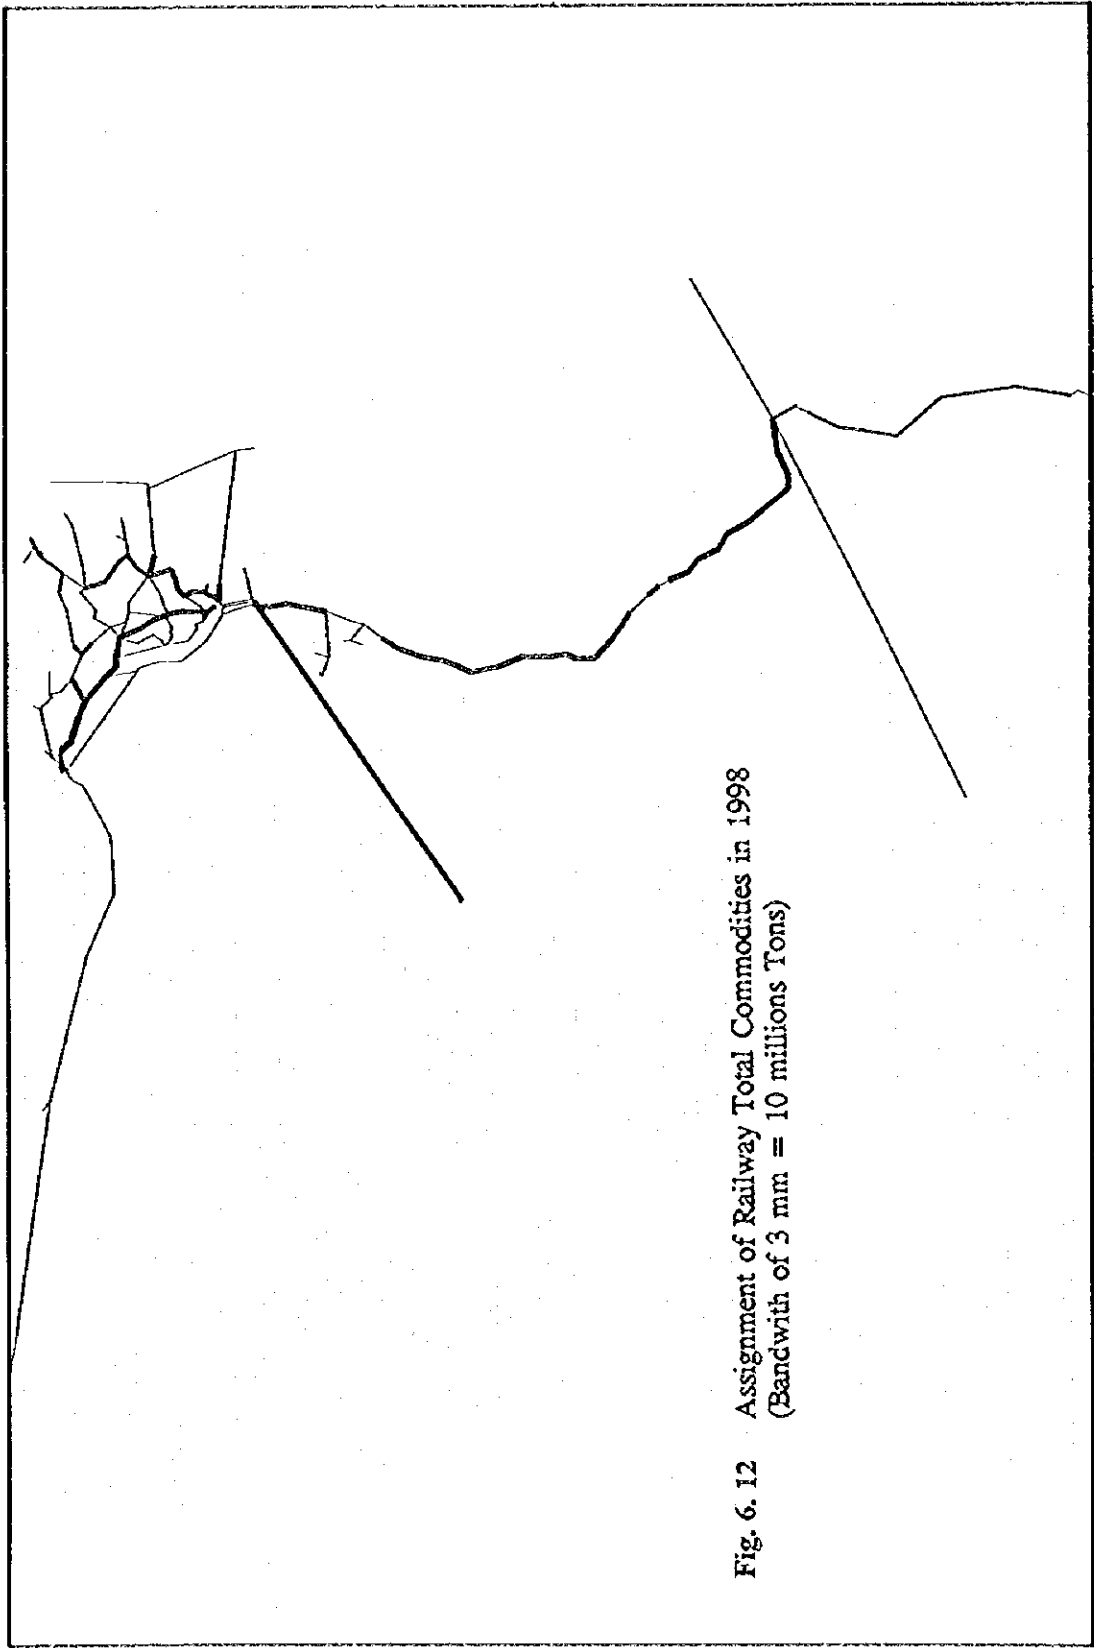 Fig. 6. 12 Assignment of Railway Total Commodities in 1998
(Bandwith of 3 mm = 10 millions Tons)